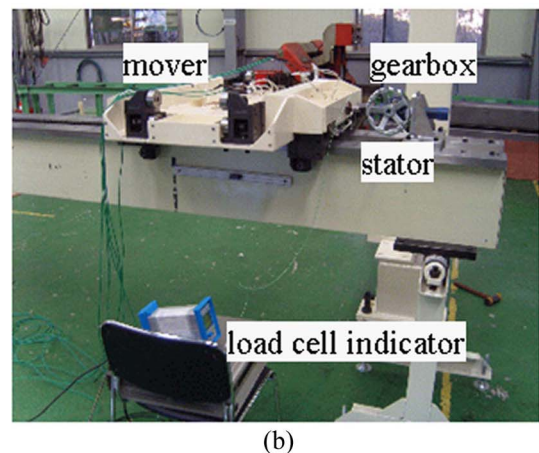 mover
gearbox
stator
load cell indicator
(b)